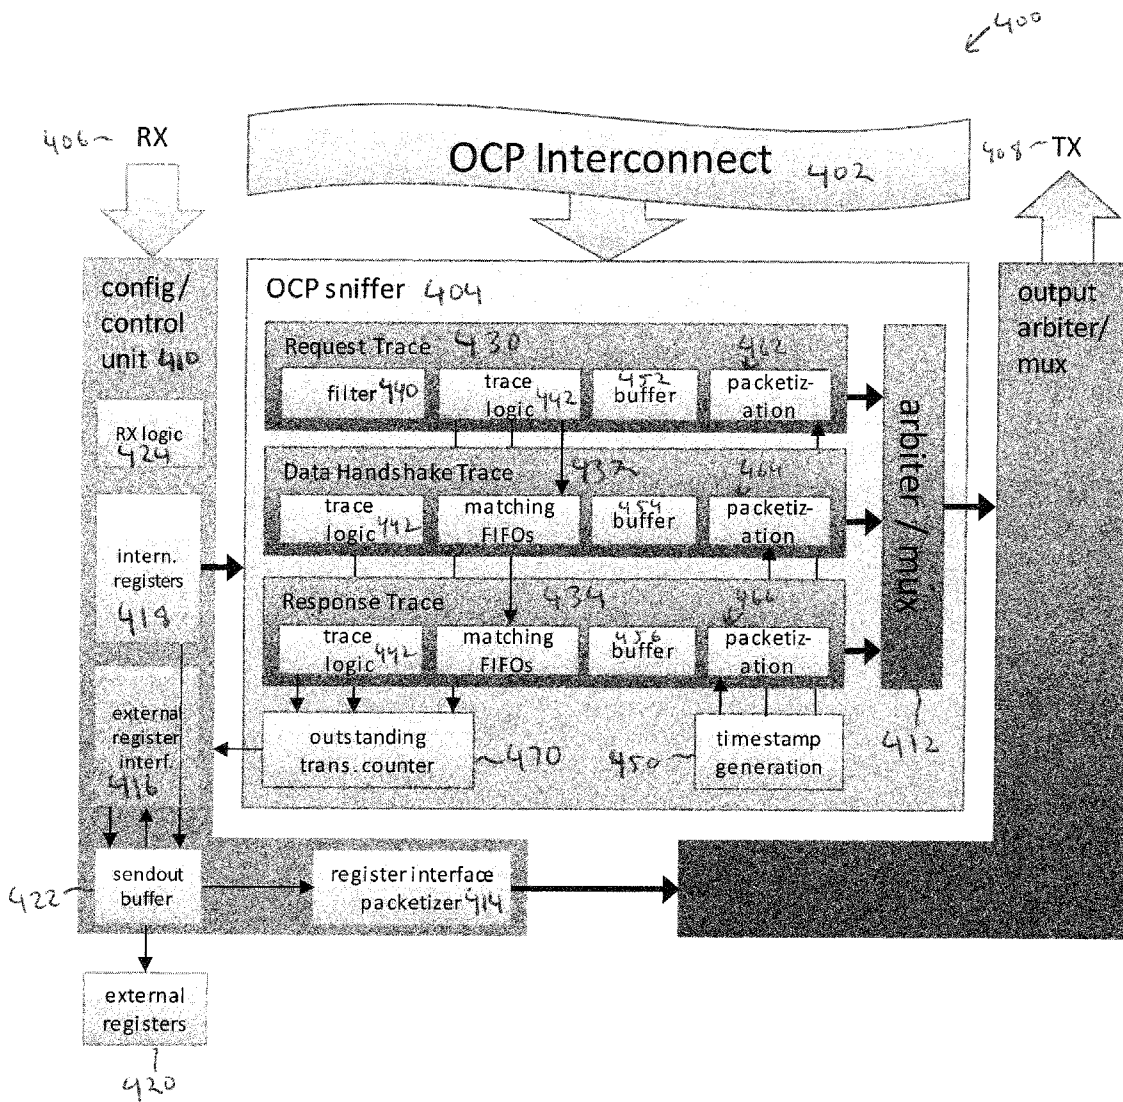 400
406 RX
OCP Interconnect 402
408 TX
config/
control
unit 410
OCP sniffer 404
output
arbiter/
mux
Request Trace 430
462
filter 440
trace
logic 442
452
buffer
packetiz-
ation
RX logic
424
Data Handshake Trace 432
464
trace
logic 442
matching
FIFOs
454
buffer
packetiz-
ation
arbiter / mux
intern.
registers
418
Response Trace 434
466
trace
logic 442
matching
FIFOs
456
buffer
packetiz-
ation
external
register
interf.
416
outstanding
trans. counter
470
450
timestamp
generation
412
422
sendout
buffer
register interface
packetizer 414
external
registers
420